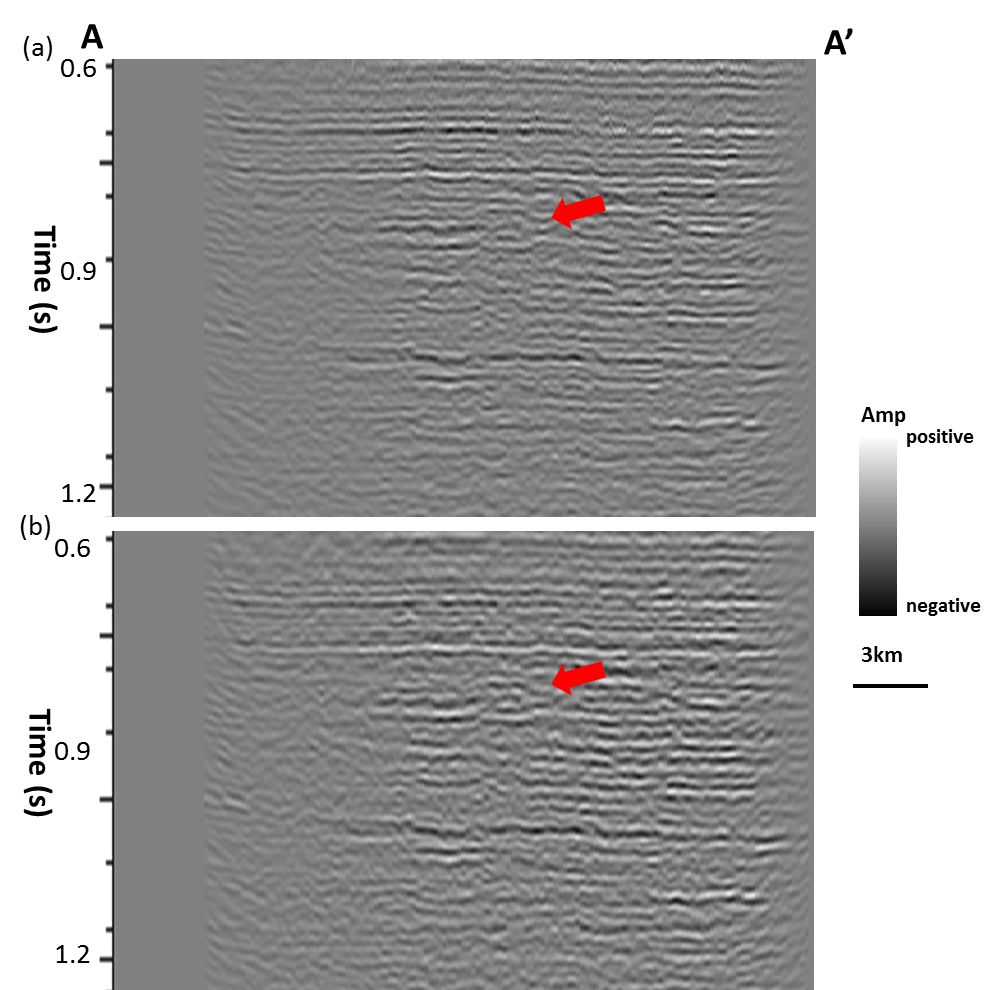 (a) A A’
0.6
Time (s)
0.9
1.2
Amp
positive
negative
3km
(b)
0.6
Time (s)
0.9
1.2